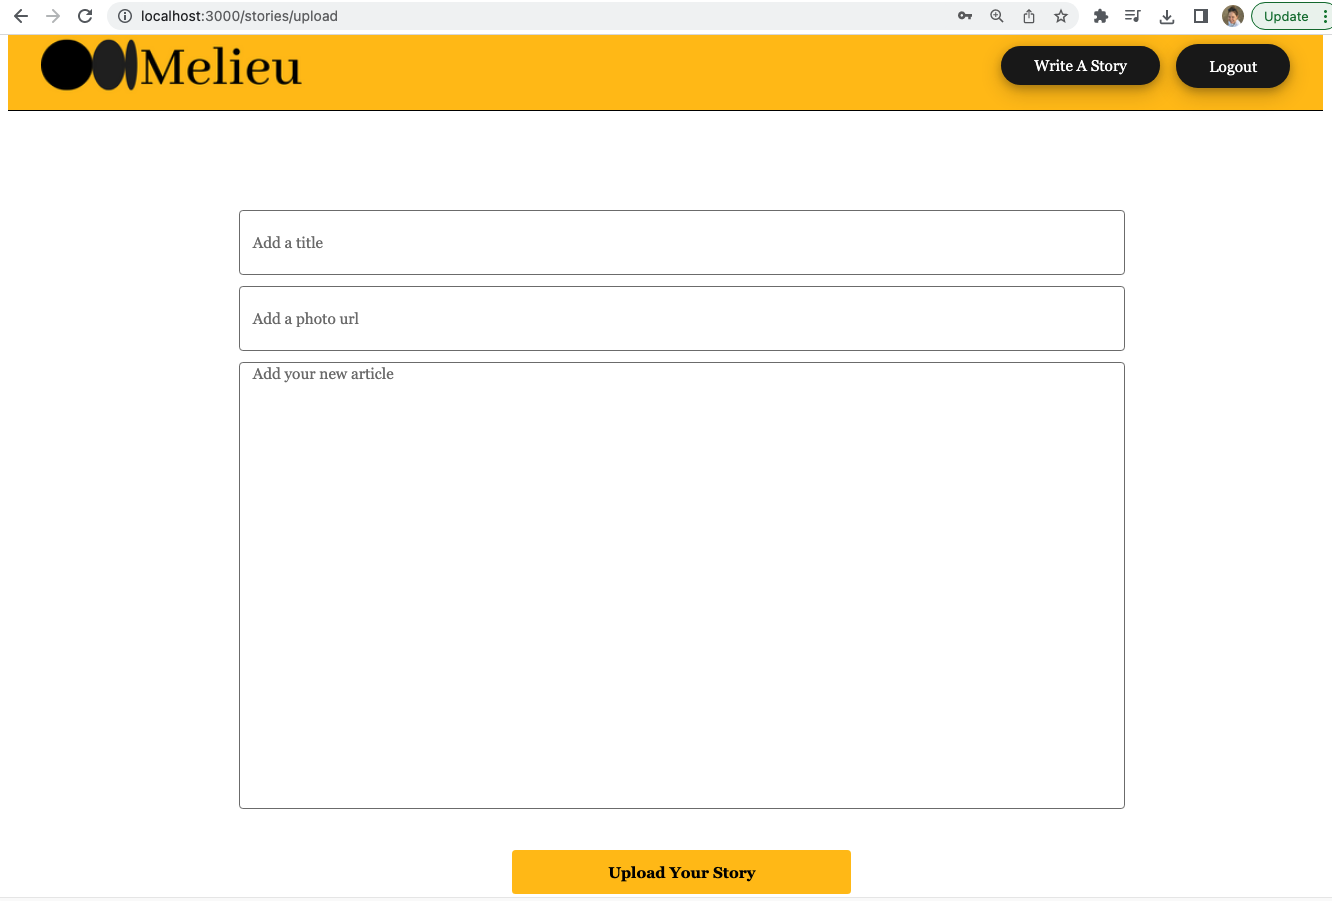 localhost:3000/stories/upload
Update
Melieu
Write A Story
Logout
Add a title
Add a photo url
Add your new article
Upload Your Story